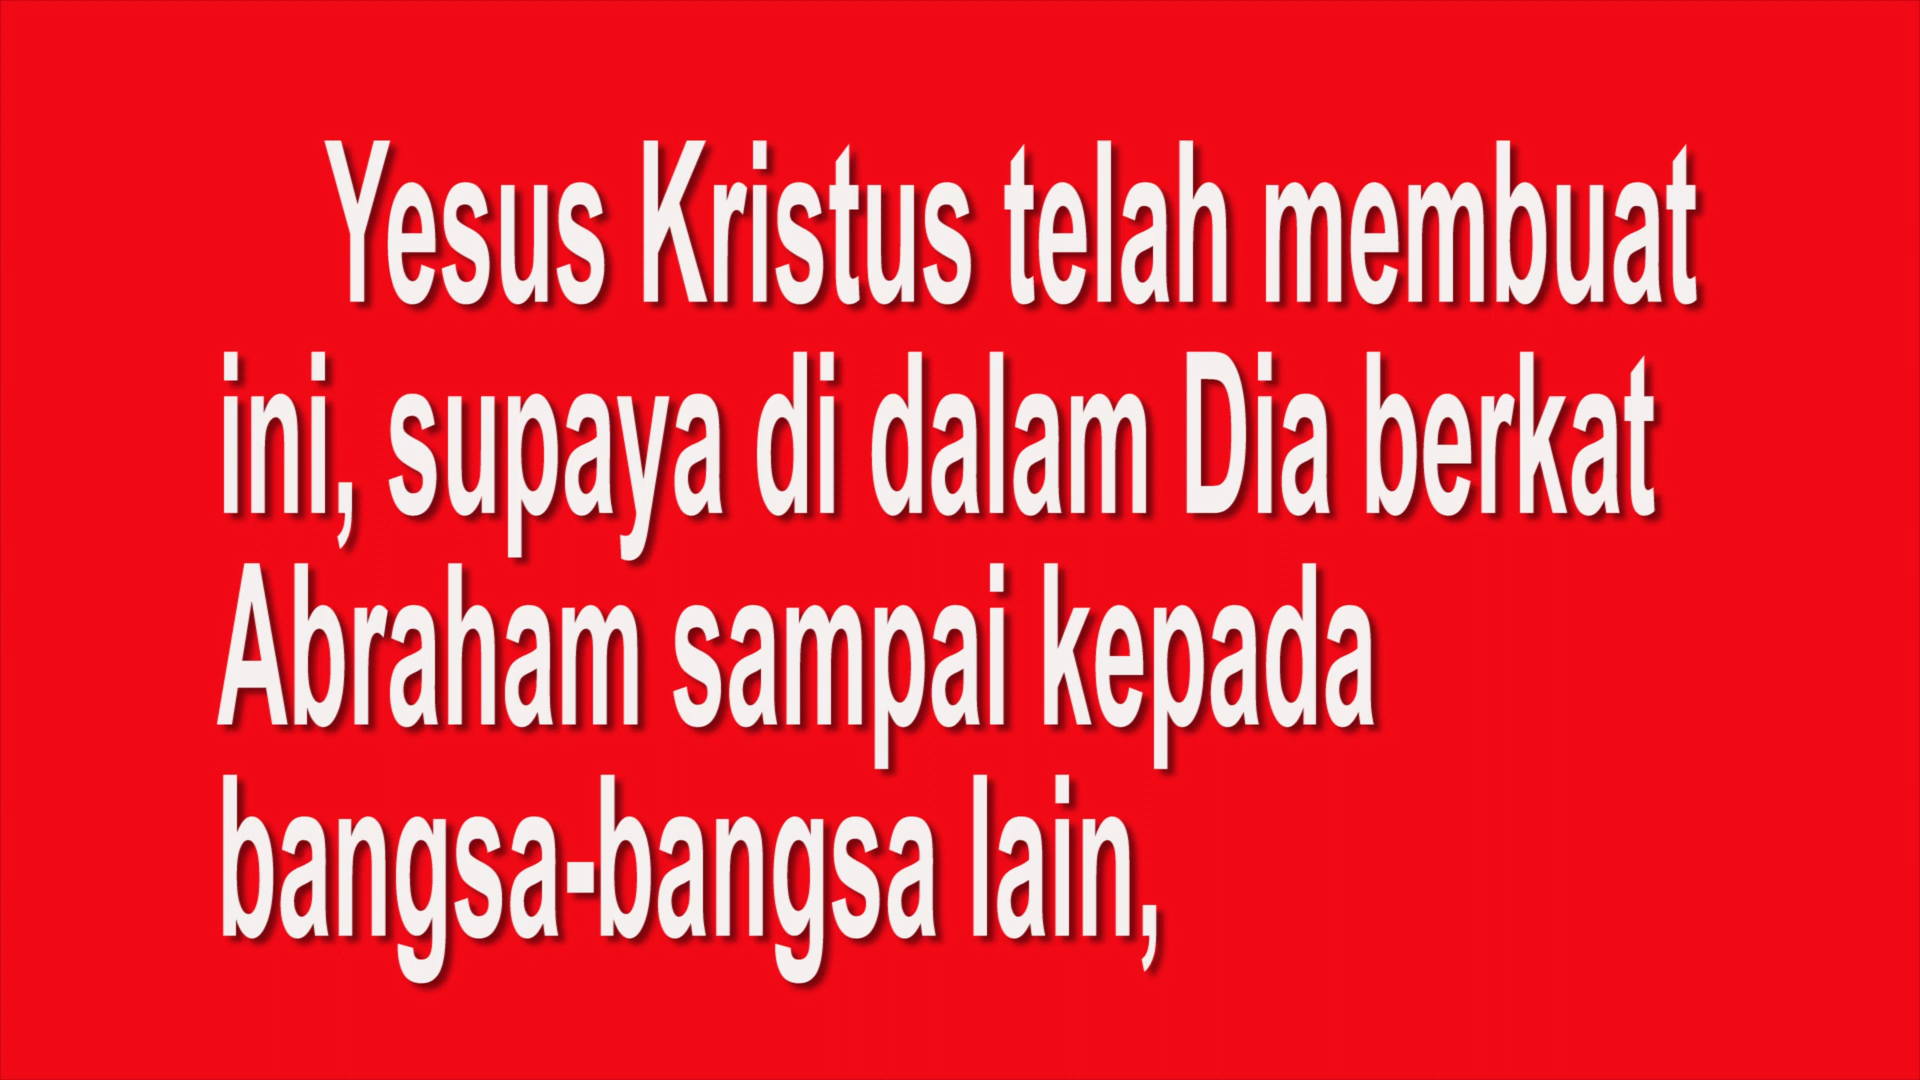 Yesus Kristus telah membuat
ini, supaya di dalam Dia berkat
Abraham sampai kepada
bangsa-bangsa lain,